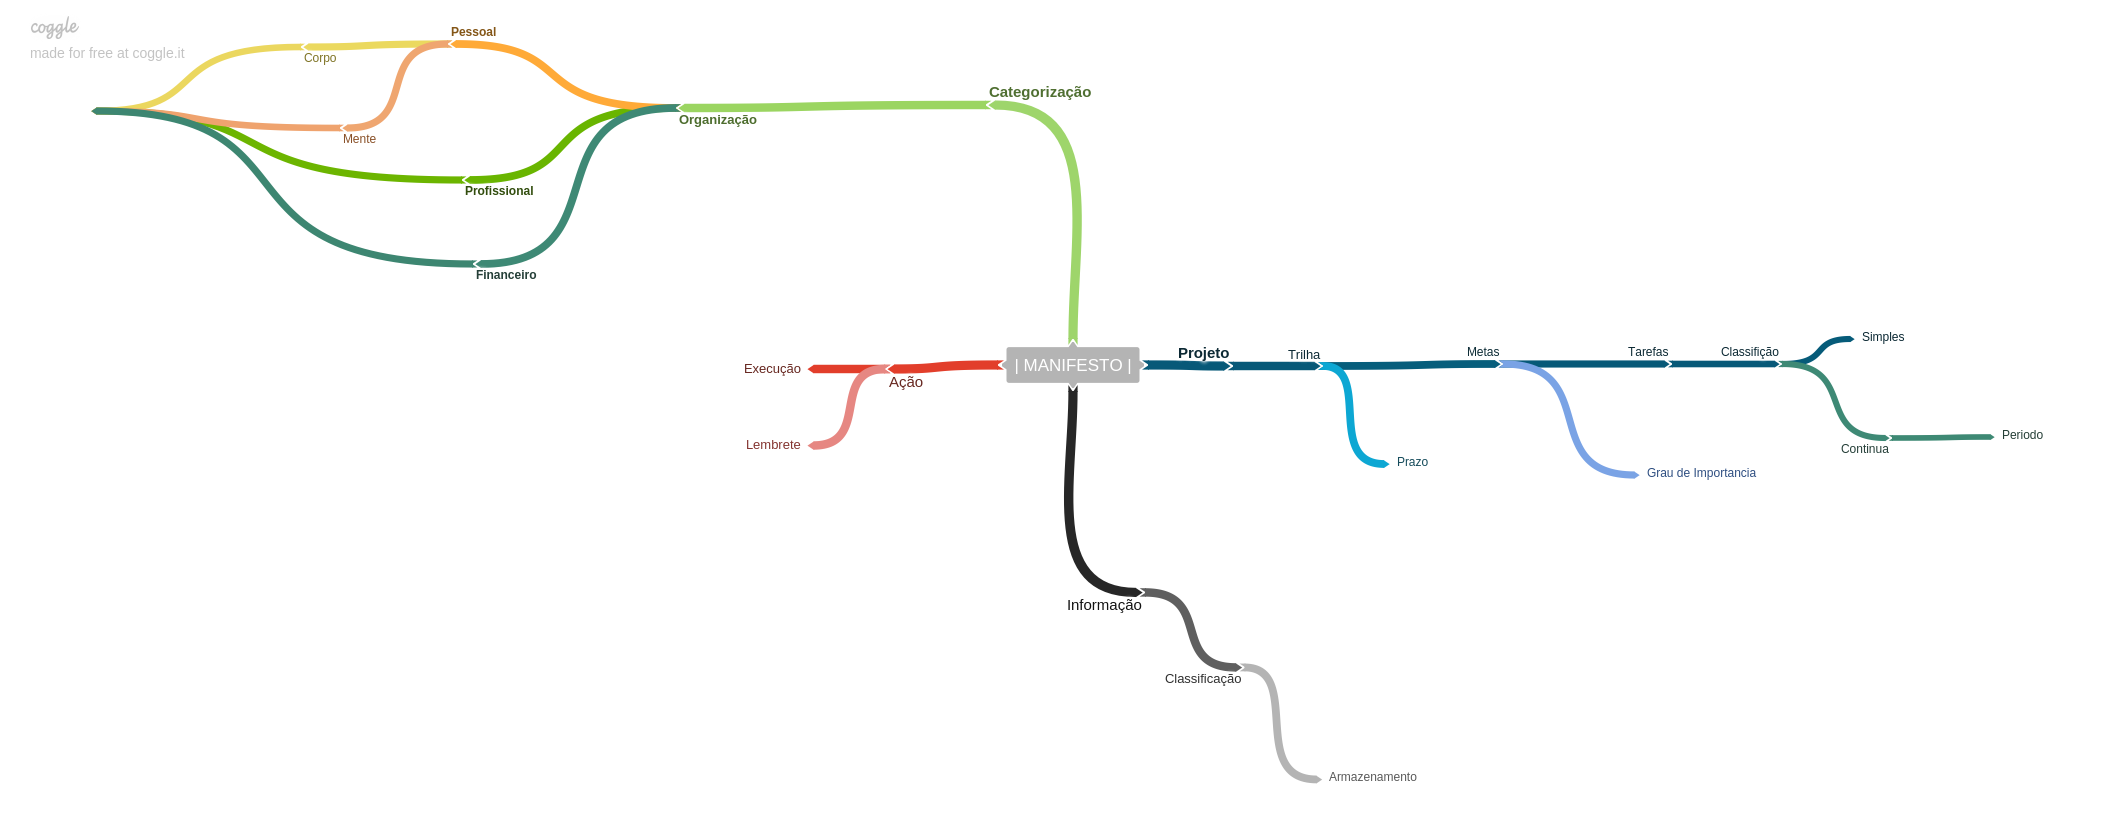 coggle
made for free at coggle.it
Pessoal
Corpo
Mente
Organização
Profissional
Financeiro
Categorização
Execução
Ação
Lembrete
| MANIFESTO |
Projeto
Trilha
Metas
Tarefas
Classifição
Simples
Prazo
Grau de Importancia
Continua
Periodo
Informação
Classificação
Armazenamento